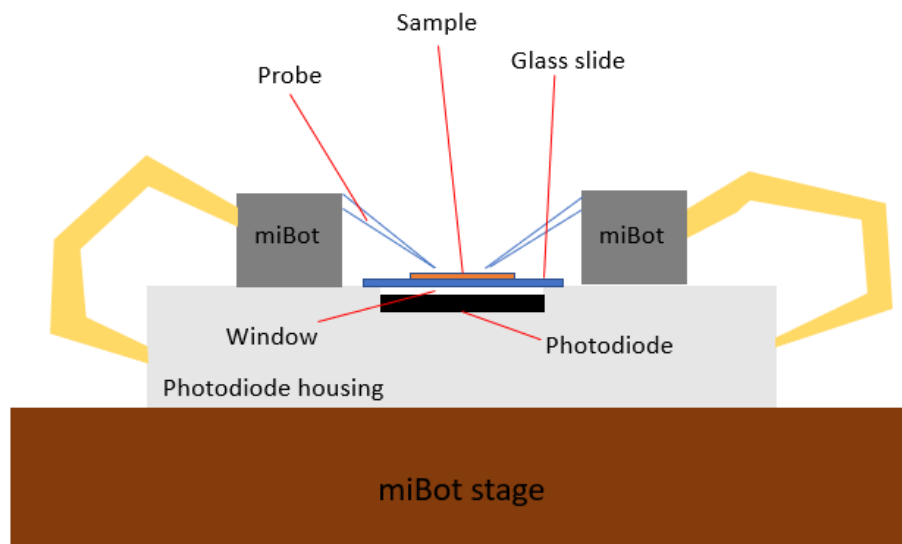 Sample
Glass slide
Probe
miBot
miBot
Window
Photodiode
Photodiode housing
miBot stage